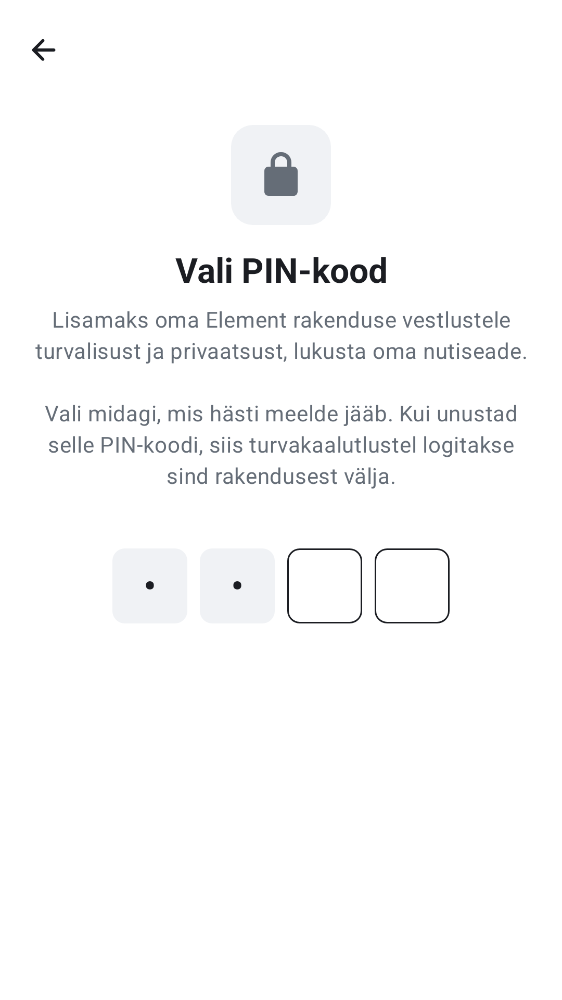 Vali PIN-kood
Lisamaks oma Element rakenduse vestlustele
turvalisust ja privaatsust, lukusta oma nutiseade.
Vali midagi, mis hästi meelde jääb. Kui unustad
selle PIN-koodi, siis turvakaalutlustel logitakse
sind rakendusest välja.